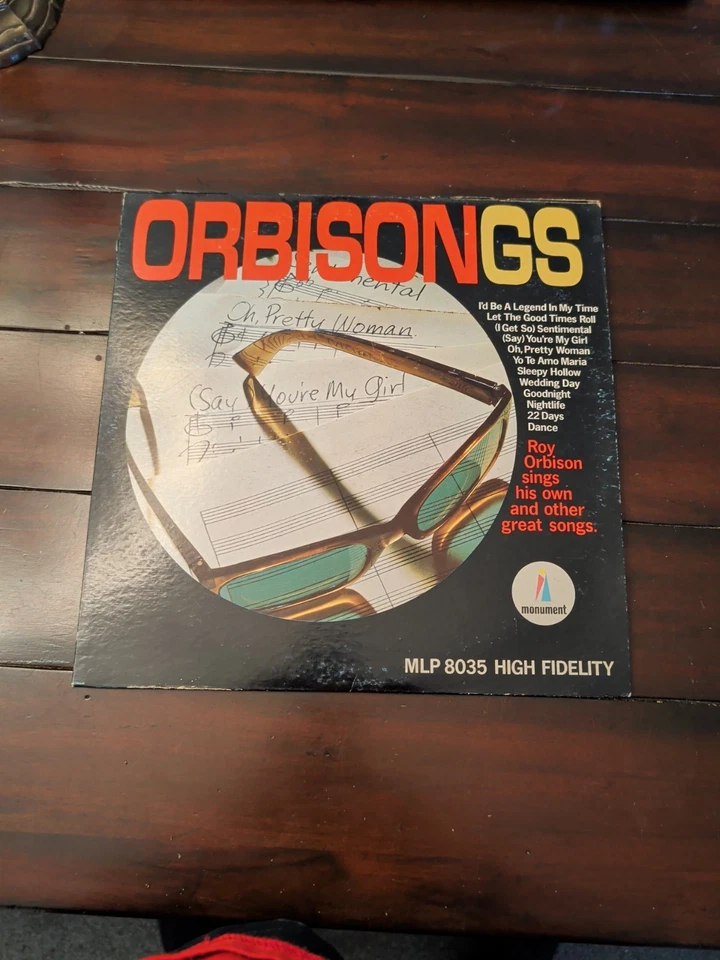 ORBISONGS
Oh, Pretty Woman
(Say You're My Girl
I'd Be A Legend In My Time
Let The Good Times Roll
(I Get So) Sentimental
(Say) You're My Girl
Oh, Pretty Woman
Yo Te Amo Maria
Sleepy Hollow
Wedding Day
Goodnight
Nightlife
22 Days
Dance
Roy
Orbison
sings
his own
and other
great songs.
monument
MLP 8035 HIGH FIDELITY